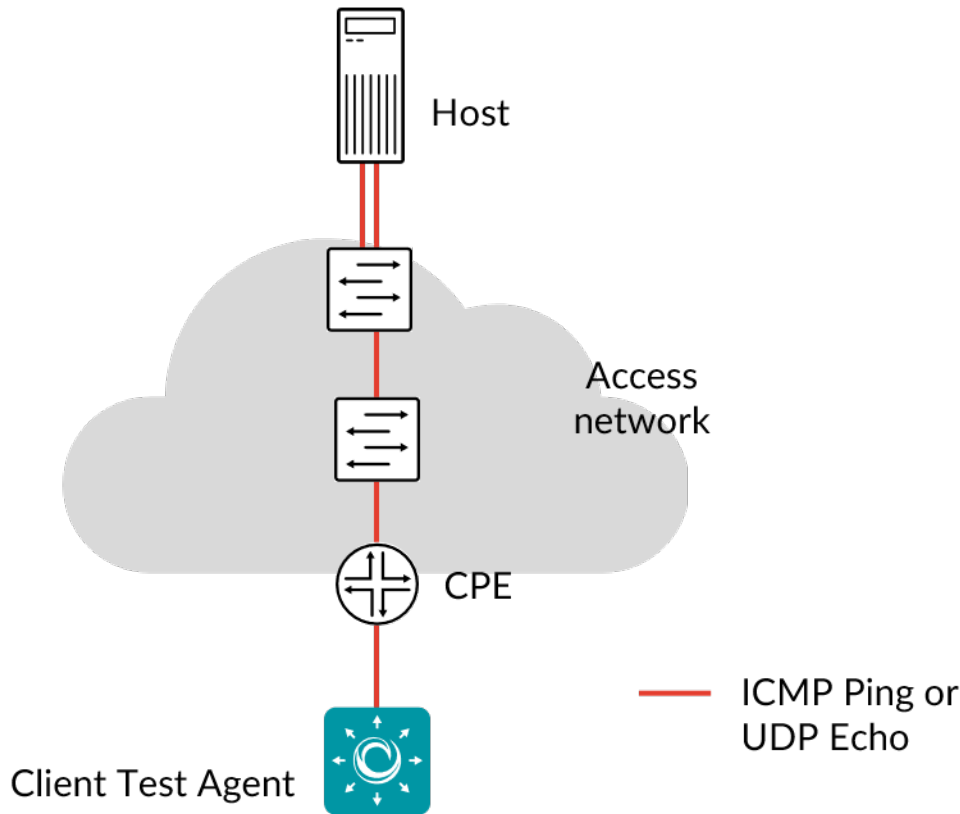 Host
Access
network
CPE
ICMP Ping or
UDP Echo
Client Test Agent